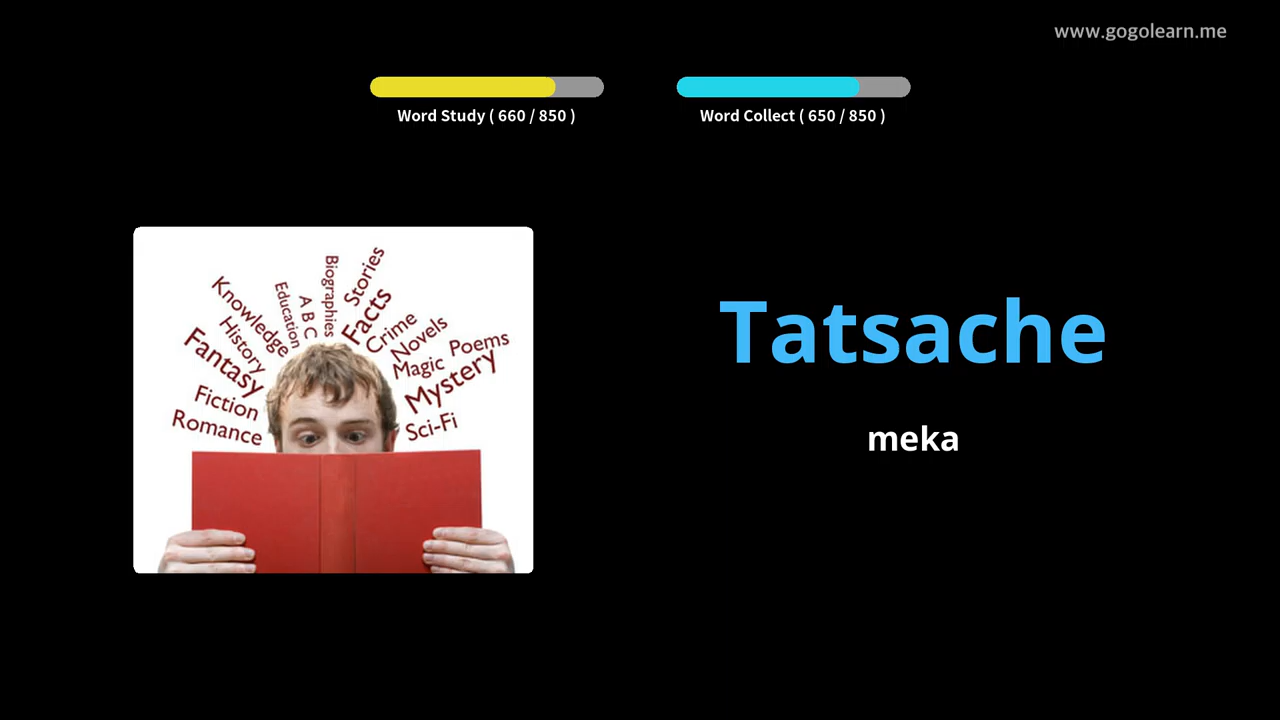 www.gogolearn.me
Word Study ( 660 / 850 )
Word Collect ( 650 / 850 )
Knowledge
Education
A B C
Biographies
Stories
Facts
Crime
Novels
Poems
History
Fantasy
Magic
Mystery
Fiction
Romance
Sci-Fi
Tatsache
meka